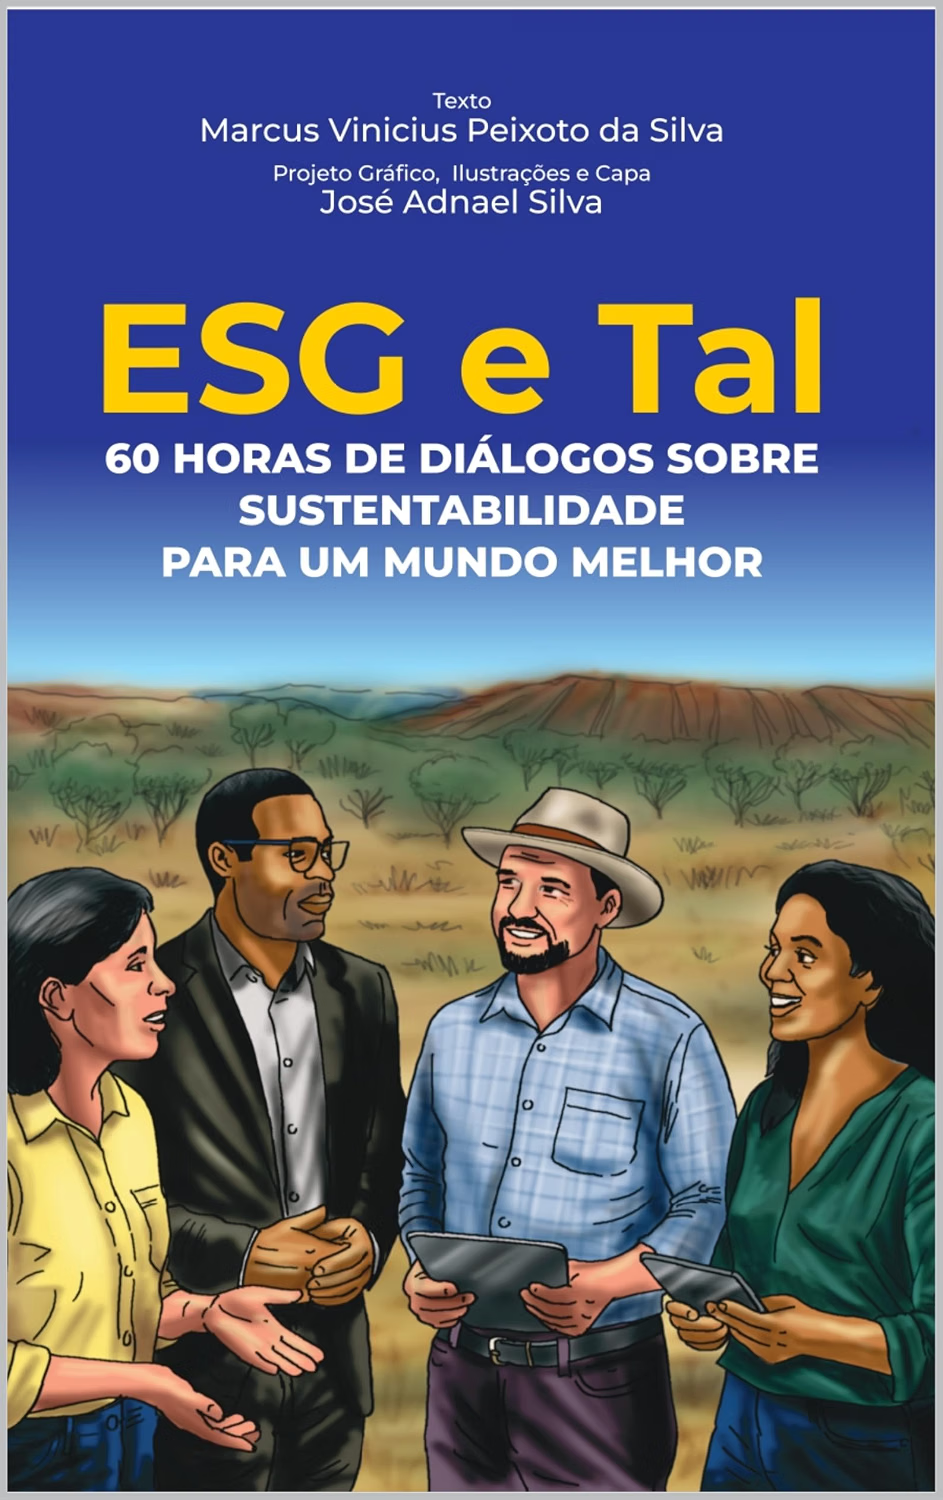 Texto
Marcus Vinicius Peixoto da Silva
Projeto Gráfico, Ilustrações e Capa
José Adnael Silva
ESG e Tal
60 HORAS DE DIÁLOGOS SOBRE
SUSTENTABILIDADE
PARA UM MUNDO MELHOR